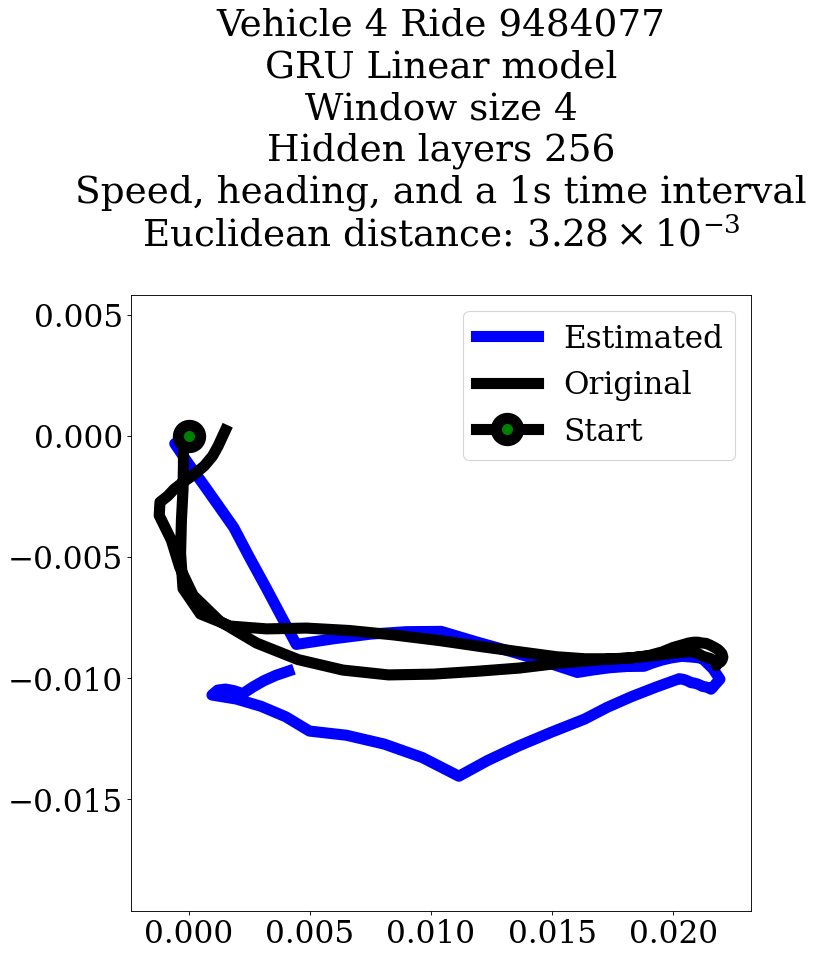 Vehicle 4 Ride 9484077
GRU Linear model
Window size 4
Hidden layers 256
Speed, heading, and a 1s time interval
Euclidean distance: 3.28 × 10⁻³
Estimated
Original
Start
0.005
0.000
−0.005
−0.010
−0.015
0.000 0.005 0.010 0.015 0.020